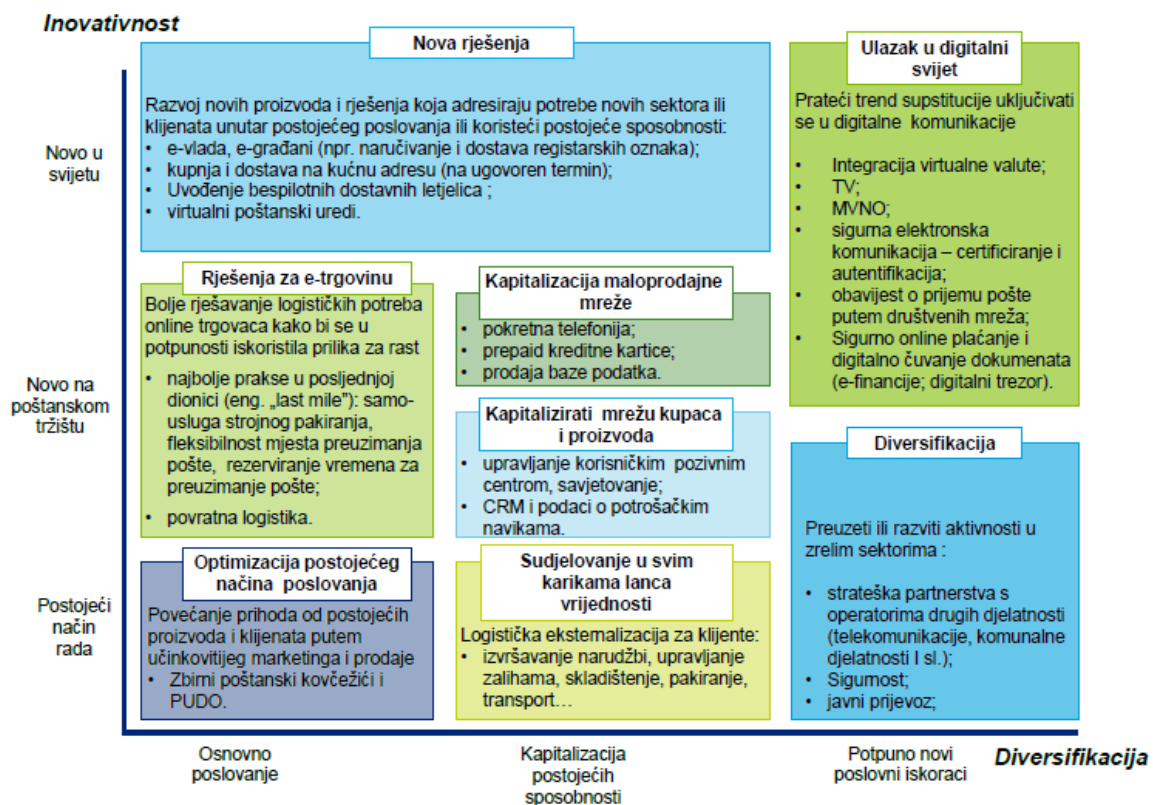 Inovativnost
Nova rješenja
Razvoj novih proizvoda i rješenja koja adresiraju potrebe novih sektora ili
klijenata unutar postojećeg poslovanja ili koristeći postojeće sposobnosti:
• e-vlada, e-građani (npr. naručivanje i dostava registarskih oznaka);
• kupnja i dostava na kućnu adresu (na ugovoren termin);
• Uvođenje bespilotnih dostavnih letjelica ;
• virtualni poštanski uredi.
Ulazak u digitalni
svijet
Prateći trend supstitucije uključivati
se u digitalne komunikacije
• Integracija virtualne valute;
• TV;
• MVNO;
• sigurna elektronska
komunikacija – certificiranje i
autentifikacija;
• obavijest o prijemu pošte
putem društvenih mreža;
• Sigurno online plaćanje i
digitalno čuvanje dokumenata
(e-financije; digitalni trezor).
Novo u
svijetu
Rješenja za e-trgovinu
Bolje rješavanje logističkih potreba
online trgovaca kako bi se u
potpunosti iskoristila prilika za rast
• najbolje prakse u posljednjoj
dionici (eng. „last mile"): samo-
usluga strojnog pakiranja,
fleksibilnost mjesta preuzimanja
pošte, rezerviranje vremena za
preuzimanje pošte;
• povratna logistika.
Kapitalizacija maloprodajne
mreže
• pokretna telefonija;
• prepaid kreditne kartice;
• prodaja baze podatka.
Novo na
poštanskom
tržištu
Kapitalizirati mrežu kupaca
i proizvoda
• upravljanje korisničkim pozivnim
centrom, savjetovanje;
• CRM i podaci o potrošačkim
navikama.
Diversifikacija
Preuzeti ili razviti aktivnosti u
zrelim sektorima :
• strateška partnerstva s
operatorima drugih djelatnosti
(telekomunikacije, komunalne
djelatnosti I sl.);
• Sigurnost;
• javni prijevoz;
Optimizacija postojećeg
načina poslovanja
Povećanje prihoda od postojećih
proizvoda i klijenata putem
učinkovitijeg marketinga i prodaje
• Zbirni poštanski kovčežići i
PUDO.
Sudjelovanje u svim
karikama lanca
vrijednosti
Logistička eksternalizacija za klijente:
• izvršavanje narudžbi, upravljanje
zalihama, skladištenje, pakiranje,
transport…
Postojeći
način
rada
Osnovno
poslovanje
Kapitalizacija
postojećih
sposobnosti
Potpuno novi
poslovni iskoraci
Diversifikacija